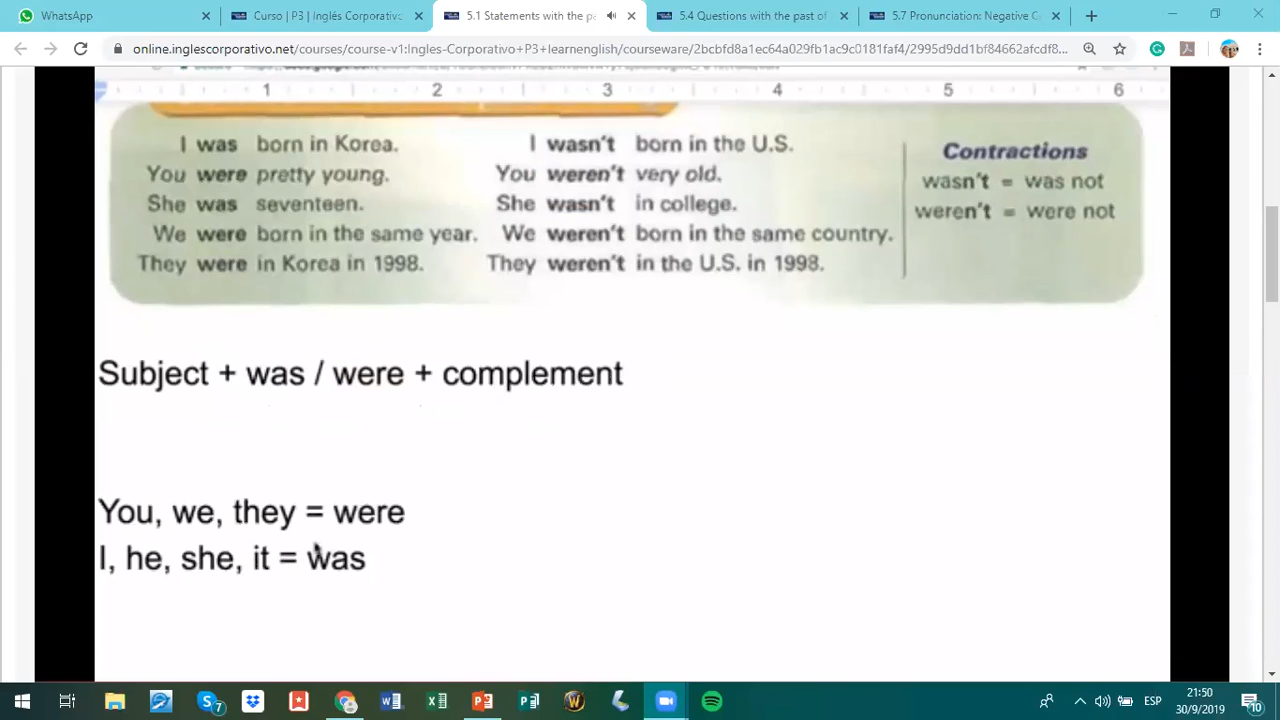 WhatsApp
Curso | P3 | Inglés Corporativo
5.1 Statements with the pa
5.4 Questions with the past of
5.7 Pronunciation: Negative C
online.inglescorporativo.net/courses/course-v1:Ingles-Corporativo+P3+learnenglish/courseware/2bcbfd8a1ec64a029fb1ac9c0181faf4/2995d9dd1bf84662afcdf8...
1 2 3 4 5 6
I was born in Korea.
You were pretty young.
She was seventeen.
We were born in the same year.
They were in Korea in 1998.
I wasn't born in the U.S.
You weren't very old.
She wasn't in college.
We weren't born in the same country.
They weren't in the U.S. in 1998.
Contractions
wasn't = was not
weren't = were not
Subject + was / were + complement
You, we, they = were
I, he, she, it = was
7
ESP
21:50
30/9/2019
10